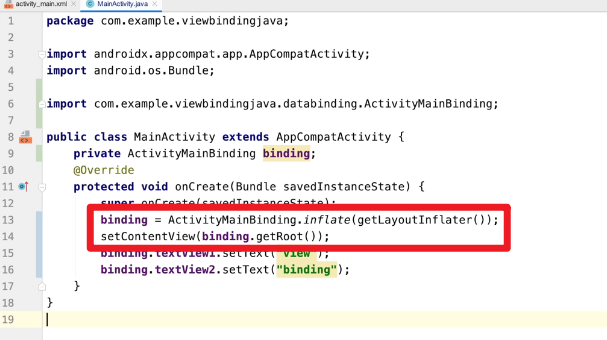 activity_main.xml
MainActivity.java
1 package com.example.viewbindingjava;
2
3 import androidx.appcompat.app.AppCompatActivity;
4 import android.os.Bundle;
5
6 import com.example.viewbindingjava.databinding.ActivityMainBinding;
7
8 public class MainActivity extends AppCompatActivity {
9 private ActivityMainBinding binding;
10 @Override
11 protected void onCreate(Bundle savedInstanceState) {
12 super.onCreate(savedInstanceState);
13 binding = ActivityMainBinding.inflate(getLayoutInflater());
14 setContentView(binding.getRoot());
15 binding.textView1.setText("View");
16 binding.textView2.setText("binding");
17 }
18 }
19